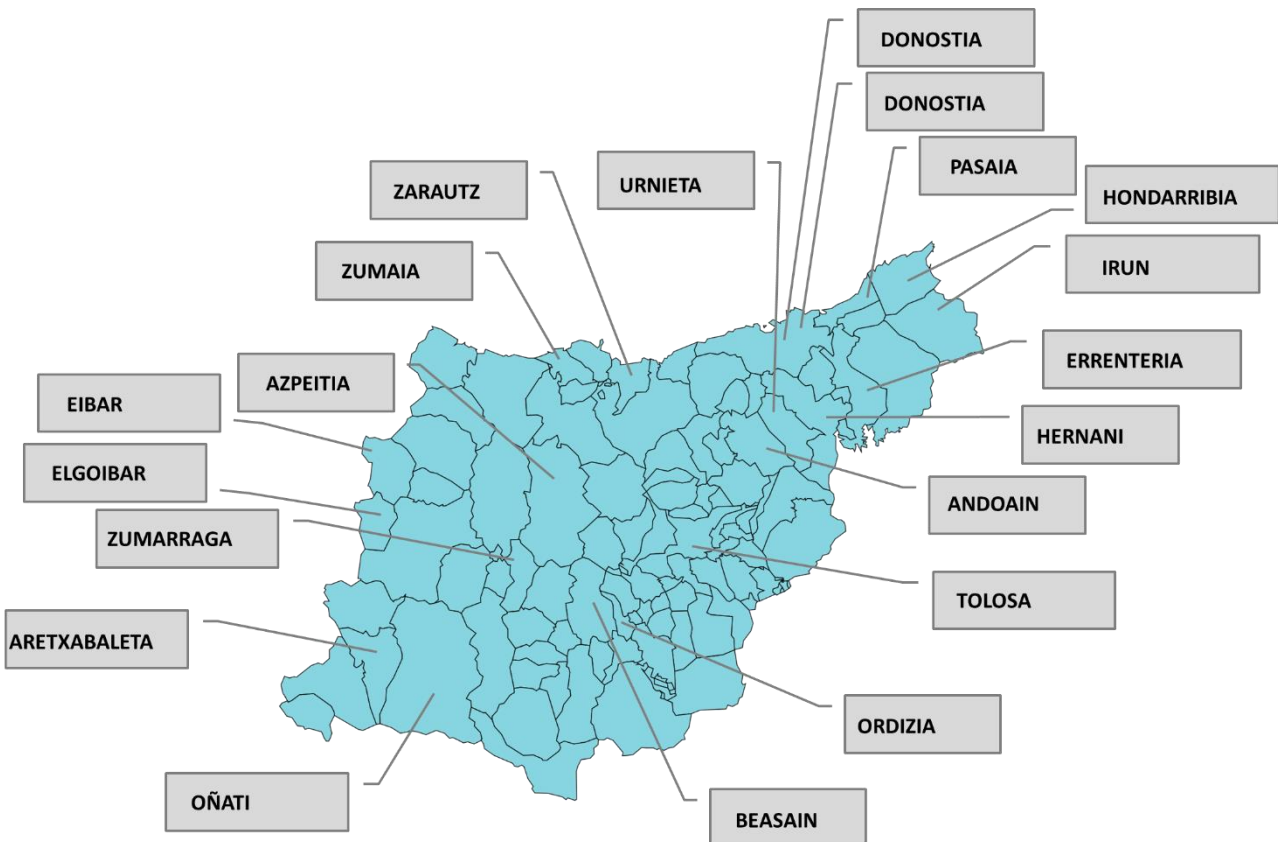 DONOSTIA
DONOSTIA
PASAIA
URNIETA
ZARAUTZ
HONDARRIBIA
ZUMAIA
IRUN
ERRENTERIA
AZPEITIA
EIBAR
HERNANI
ELGOIBAR
ANDOAIN
ZUMARRAGA
TOLOSA
ARETXABALETA
ORDIZIA
OÑATI
BEASAIN